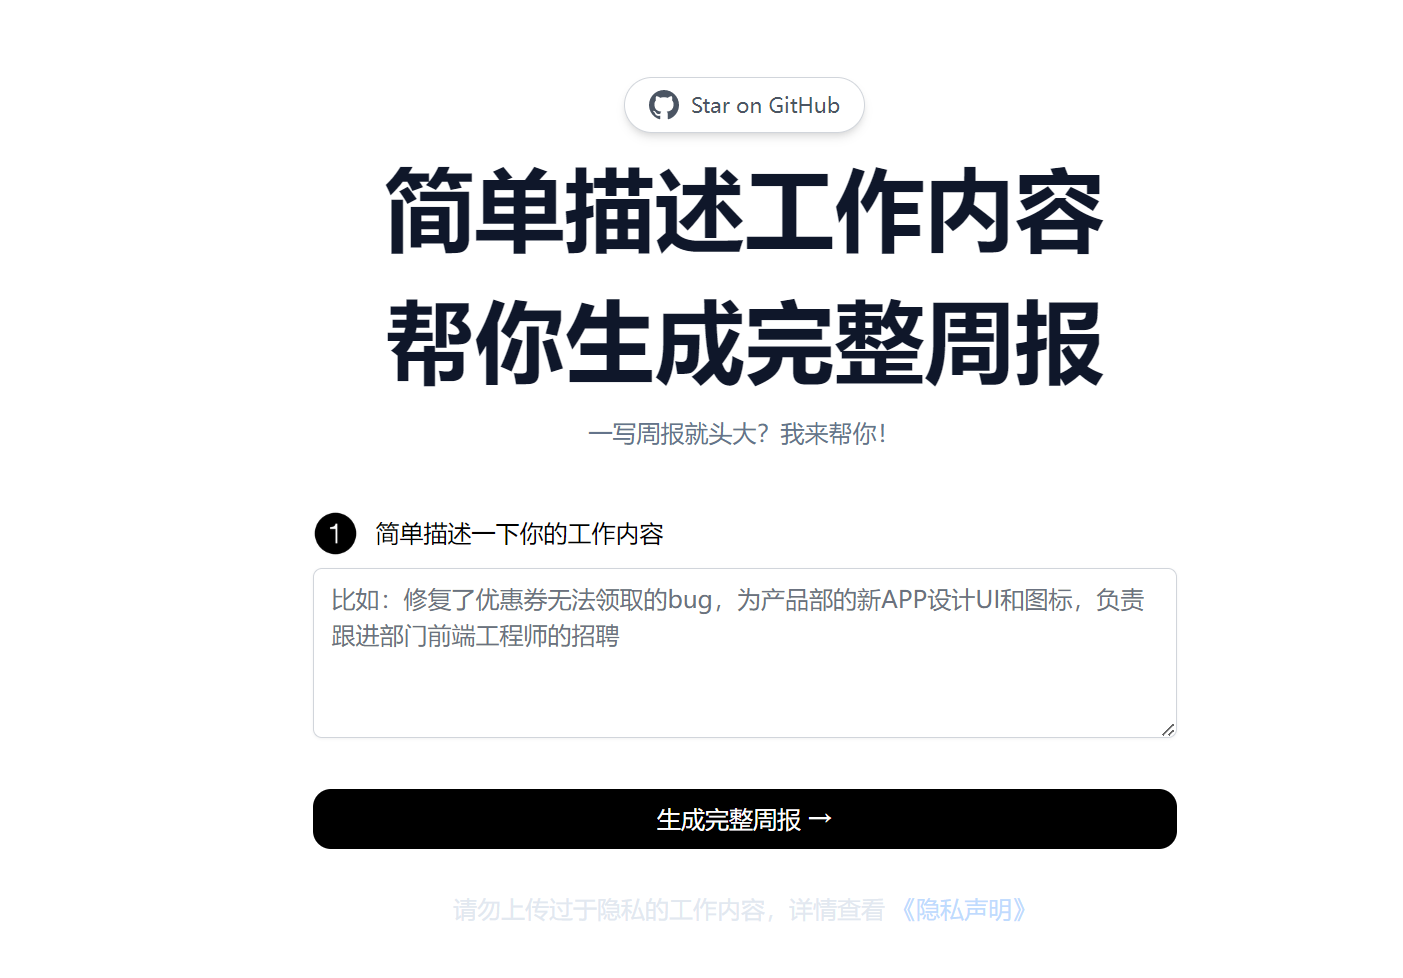 Star on GitHub
简单描述工作内容
帮你生成完整周报
一写周报就头大？我来帮你！
1 简单描述一下你的工作内容
比如：修复了优惠券无法领取的bug，为产品部的新APP设计UI和图标，负责
跟进部门前端工程师的招聘
生成完整周报 →
请勿上传过于隐私的工作内容，详情查看 《隐私声明》